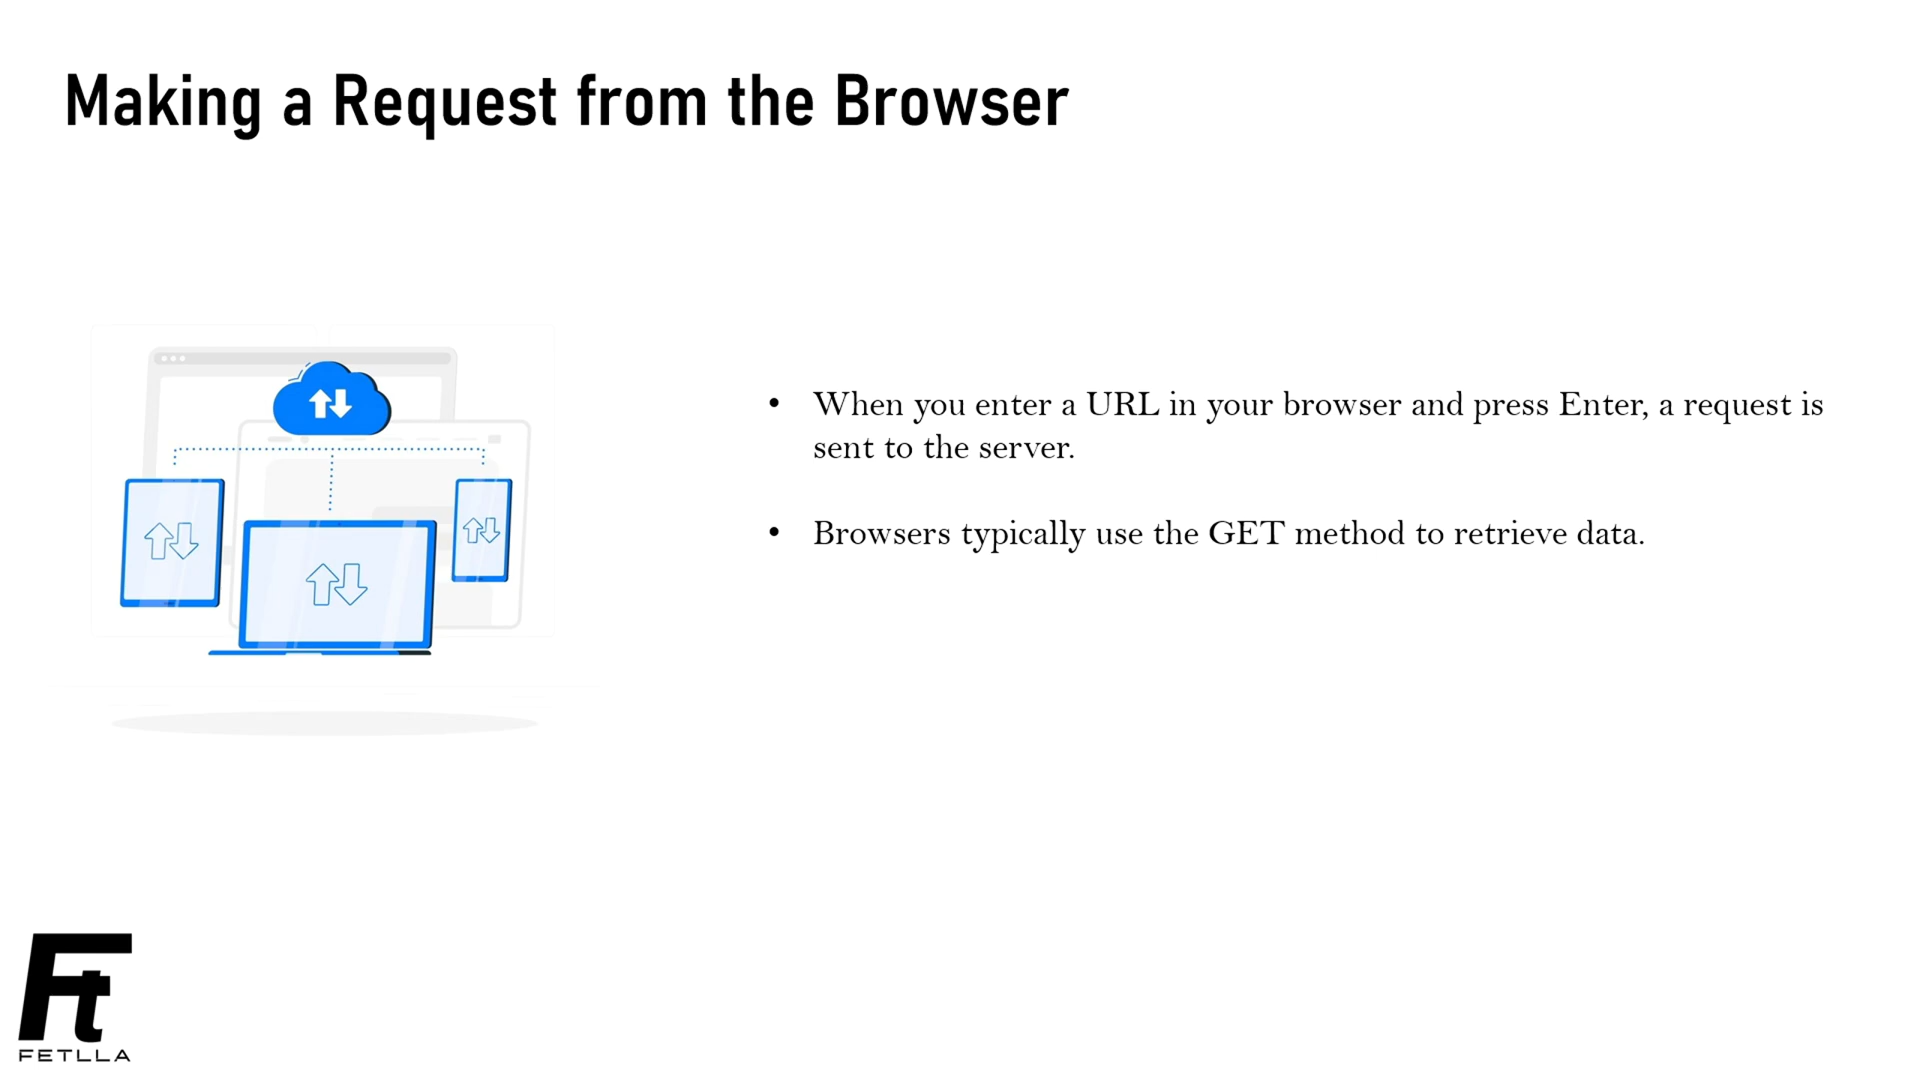 Making a Request from the Browser
• When you enter a URL in your browser and press Enter, a request is
sent to the server.
• Browsers typically use the GET method to retrieve data.
Ft
FETLLA